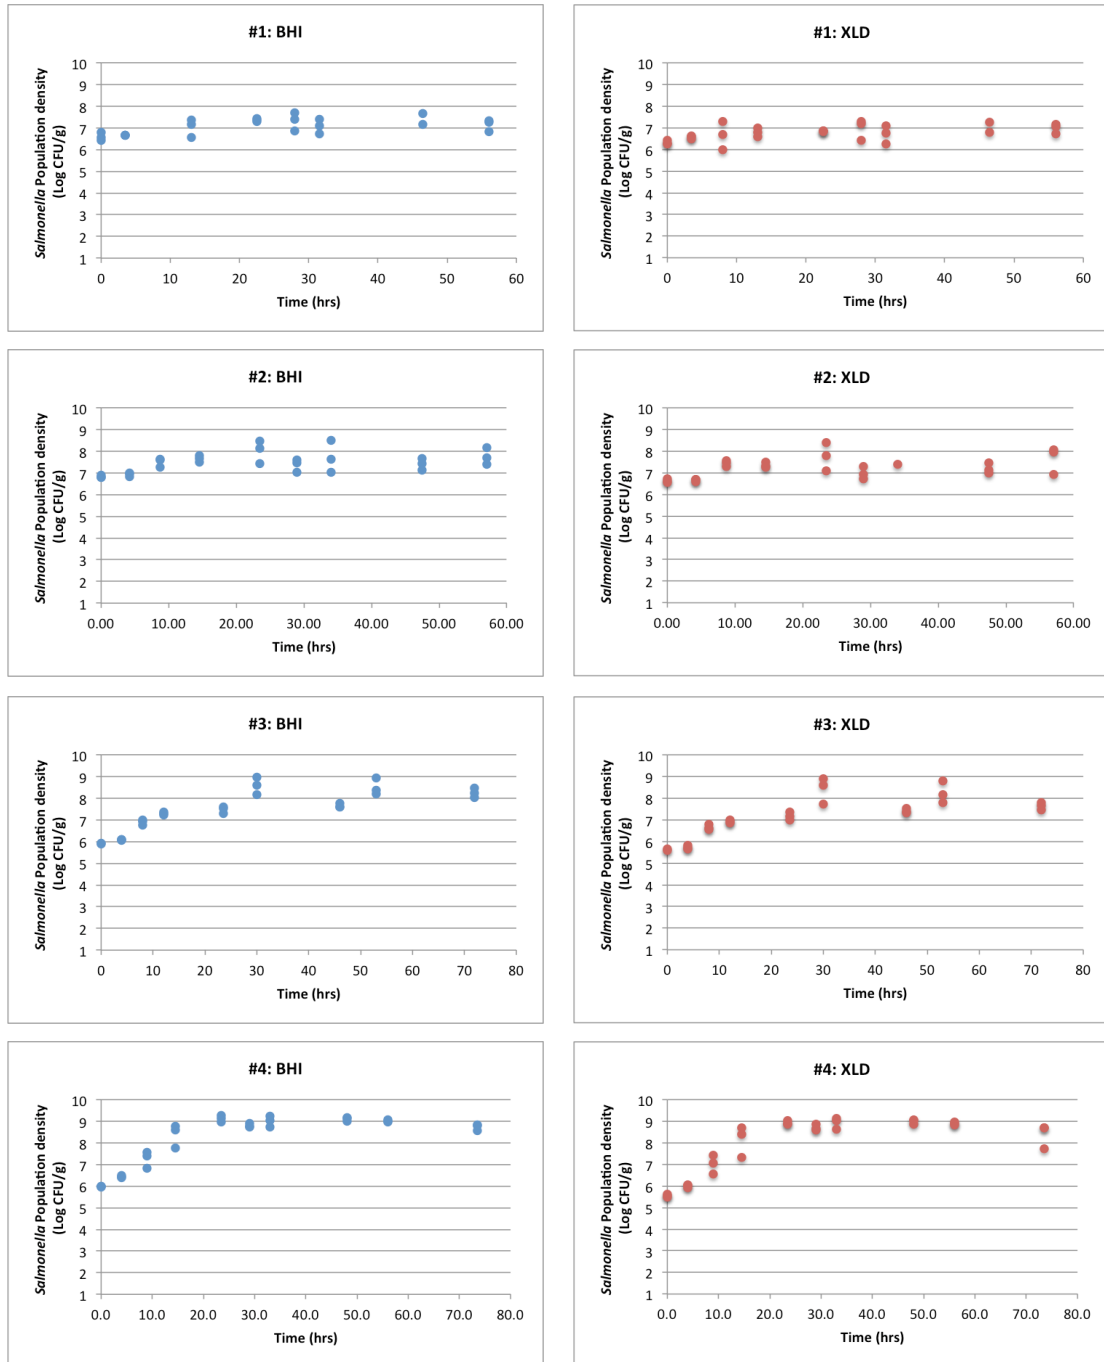 #1: BHI
Salmonella Population density
(Log CFU/g)
10
9
8
7
6
5
4
3
2
1
0 10 20 30 40 50 60
Time (hrs)
#1: XLD
Salmonella Population density
(Log CFU/g)
10
9
8
7
6
5
4
3
2
1
0 10 20 30 40 50 60
Time (hrs)
#2: BHI
Salmonella Population density
(Log CFU/g)
10
9
8
7
6
5
4
3
2
1
0.00 10.00 20.00 30.00 40.00 50.00 60.00
Time (hrs)
#2: XLD
Salmonella Population density
(Log CFU/g)
10
9
8
7
6
5
4
3
2
1
0.00 10.00 20.00 30.00 40.00 50.00 60.00
Time (hrs)
#3: BHI
Salmonella Population density
(Log CFU/g)
10
9
8
7
6
5
4
3
2
1
0 10 20 30 40 50 60 70 80
Time (hrs)
#3: XLD
Salmonella Population density
(Log CFU/g)
10
9
8
7
6
5
4
3
2
1
0 10 20 30 40 50 60 70 80
Time (hrs)
#4: BHI
Salmonella Population density
(Log CFU/g)
10
9
8
7
6
5
4
3
2
1
0.0 10.0 20.0 30.0 40.0 50.0 60.0 70.0 80.0
Time (hrs)
#4: XLD
Salmonella Population density
(Log CFU/g)
10
9
8
7
6
5
4
3
2
1
0.0 10.0 20.0 30.0 40.0 50.0 60.0 70.0 80.0
Time (hrs)